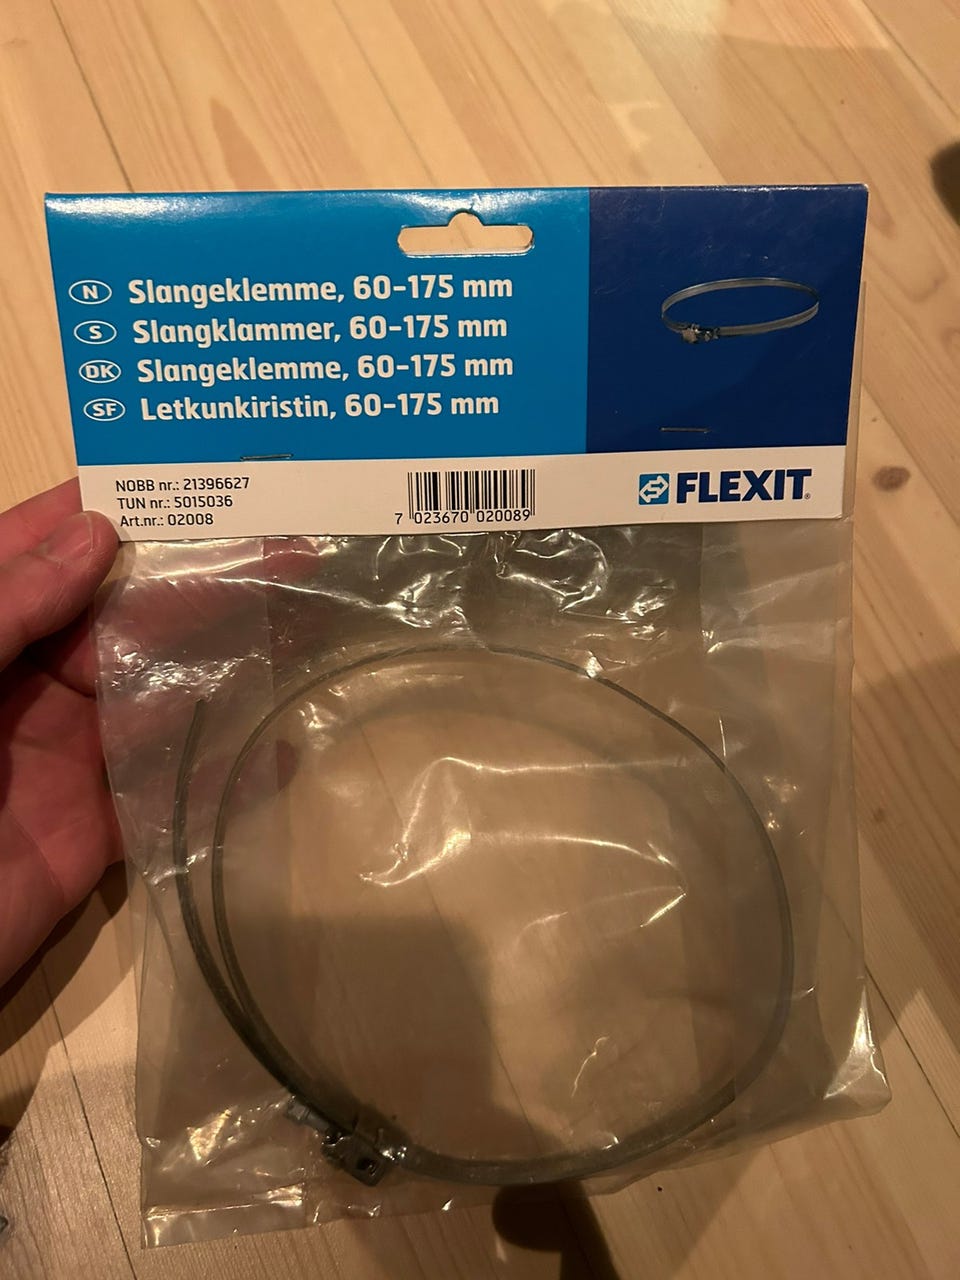 N Slangeklemme, 60-175 mm
S Slangklammer, 60-175 mm
DK Slangeklemme, 60-175 mm
SF Letkunkiristin, 60-175 mm
NOBB nr.: 21396627
TUN nr.: 5015036
Art.nr.: 02008
7 023670 020089
FLEXIT®